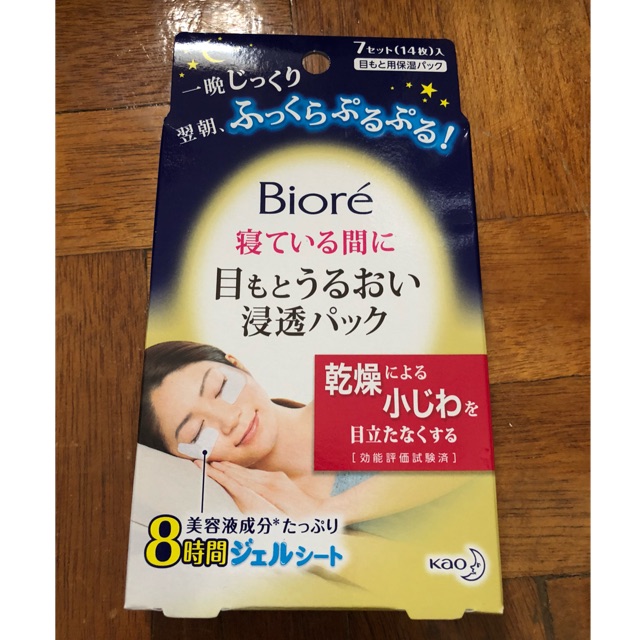 7セット(14枚)入
目もと用保湿パック
一晩じっくり
翌朝、ふっくらぷるぷる!
Bioré
寝ている間に
目もとうるおい
浸透パック
乾燥による
小じわを
目立たなくする
[効能評価試験済]
美容液成分*たっぷり
8時間ジェルシート
Kao